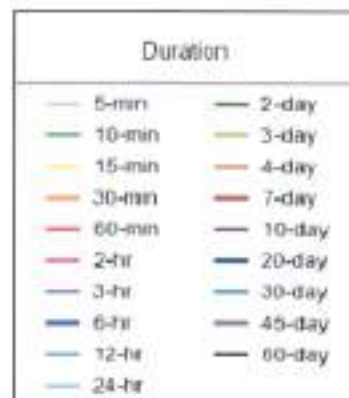 Duration
5-min
10-min
15-min
30-min
60-min
2-hr
3-hr
6-hr
12-hr
24-hr
2-day
3-day
4-day
7-day
10-day
20-day
30-day
45-day
60-day